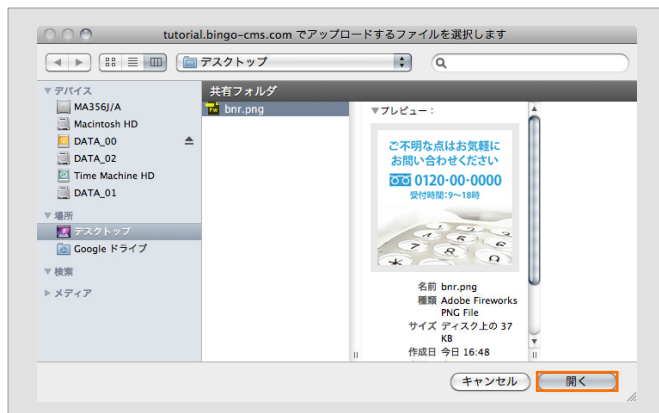 tutorial.bingo-cms.com でアップロードするファイルを選択します
デスクトップ
▼デバイス
MA356J/A
Macintosh HD
DATA_00
DATA_02
Time Machine HD
DATA_01
▼場所
デスクトップ
Google ドライブ
▼検索
▶メディア
共有フォルダ
Fw bnr.png
▼プレビュー：
ご不明な点はお気軽に
お問い合わせください
0120-00-0000
受付時間:9〜18時
名前 bnr.png
種類 Adobe Fireworks
PNG File
サイズ ディスク上の 37
KB
作成日 今日 16:48
キャンセル
開く